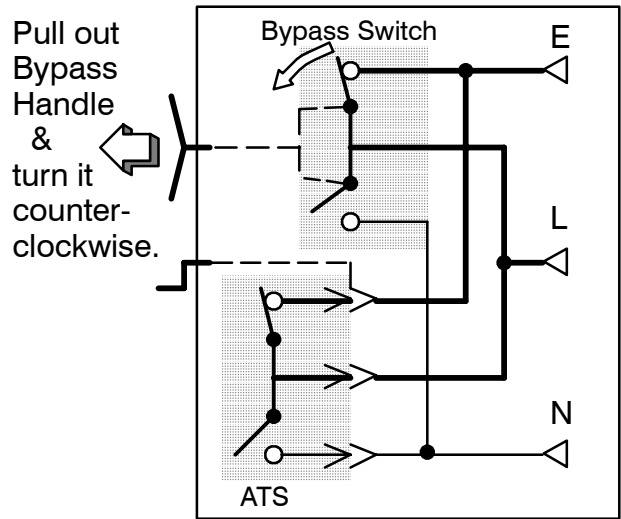 Pull out
Bypass
Handle
&
turn it
counter-
clockwise.
Bypass Switch
E
L
N
ATS